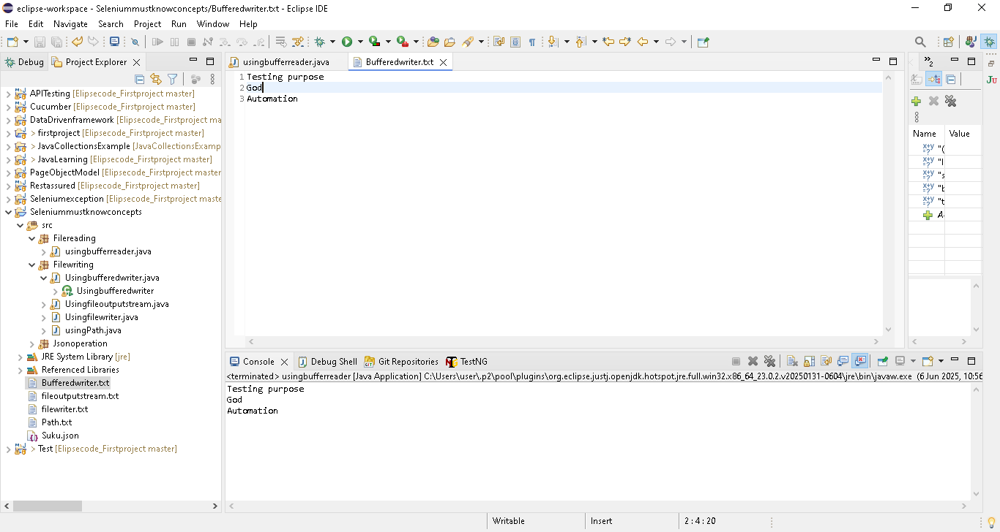 eclipse-workspace - Seleniummustknowconcepts/Bufferedwriter.txt - Eclipse IDE
File Edit Navigate Search Project Run Window Help
Debug Project Explorer
APITesting [Elipsecode_Firstproject master]
Cucumber [Elipsecode_Firstproject master]
DataDrivenframework [Elipsecode_Firstproject ma
> firstproject [Elipsecode_Firstproject master]
> JavaCollectionsExample [JavaCollectionsExamp
> JavaLearning [Elipsecode_Firstproject master]
PageObjectModel [Elipsecode_Firstproject master
Restassured [Elipsecode_Firstproject master]
Seleniumexception [Elipsecode_Firstproject maste
Seleniummustknowconcepts
src
Filereading
usingbufferreader.java
Filewriting
Usingbufferedwriter.java
Usingbufferedwriter
Usingfileoutputstream.java
Usingfilewriter.java
usingPath.java
Jsonoperation
JRE System Library [jre]
Referenced Libraries
Bufferedwriter.txt
fileoutputstream.txt
filewriter.txt
Path.txt
Suku.json
> Test [Elipsecode_Firstproject master]
usingbufferreader.java Bufferedwriter.txt
1 Testing purpose
2 God
3 Automation
Name Value
"(
"l
"s
"b
"t
Console Debug Shell Git Repositories TestNG
<terminated> usingbufferreader [Java Application] C:\Users\user\.p2\pool\plugins\org.eclipse.justj.openjdk.hotspot.jre.full.win32.x86_64_23.0.2.v20250131-0604\jre\bin\javaw.exe (6 Jun 2025, 10:56
Testing purpose
God
Automation
Writable Insert 2 : 4 : 20